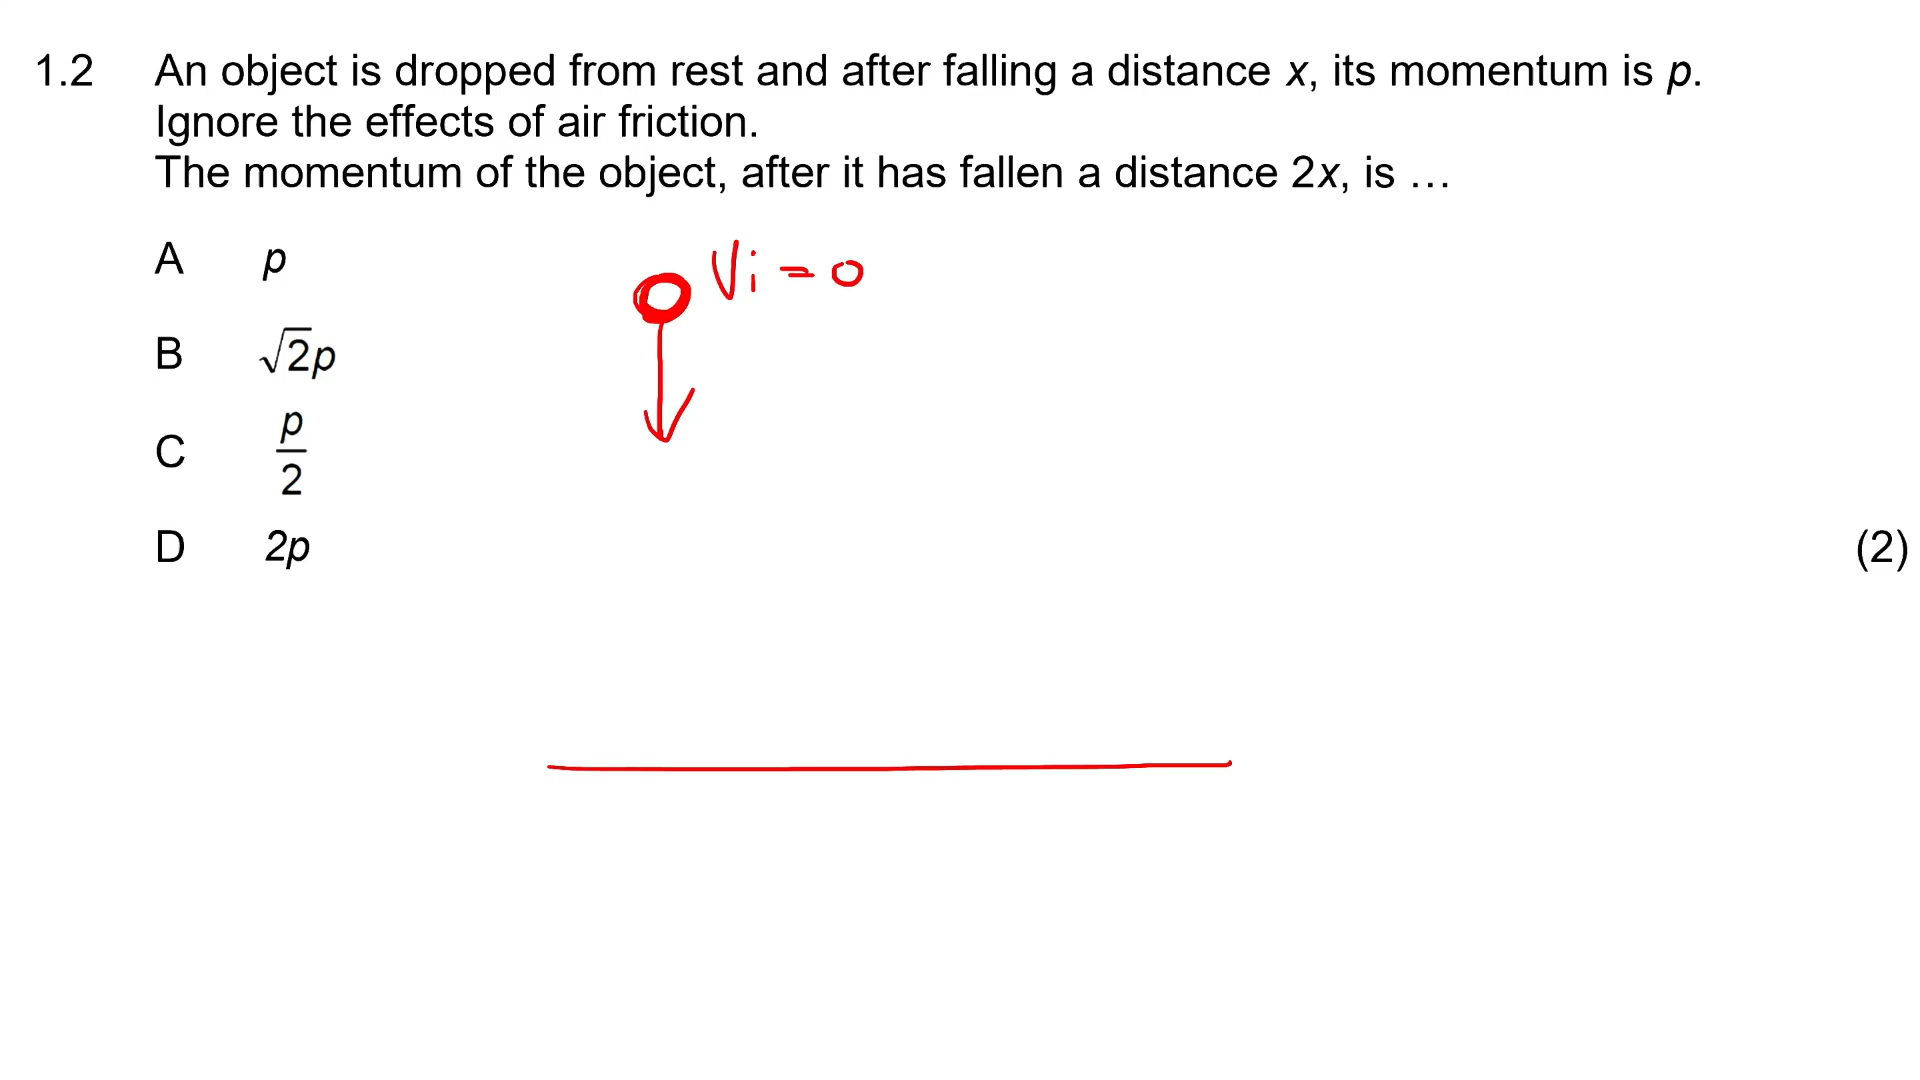 1.2 An object is dropped from rest and after falling a distance x, its momentum is p.
Ignore the effects of air friction.
The momentum of the object, after it has fallen a distance 2x, is …
A p
Vi = 0
B √2p
C p/2
D 2p (2)